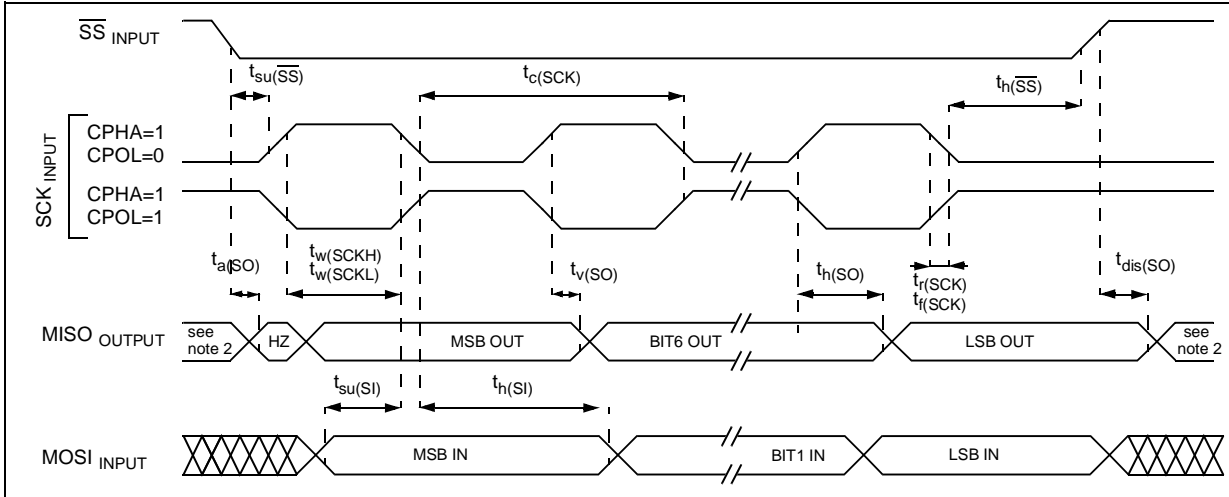 SS INPUT
tsu(SS)
tc(SCK)
th(SS)
SCK INPUT
CPHA=1
CPOL=0
CPHA=1
CPOL=1
ta(SO)
tw(SCKH)
tw(SCKL)
tv(SO)
th(SO)
tr(SCK)
tf(SCK)
tdis(SO)
MISO OUTPUT
see
note 2
HZ
MSB OUT
BIT6 OUT
LSB OUT
see
note 2
tsu(SI)
th(SI)
MOSI INPUT
MSB IN
BIT1 IN
LSB IN